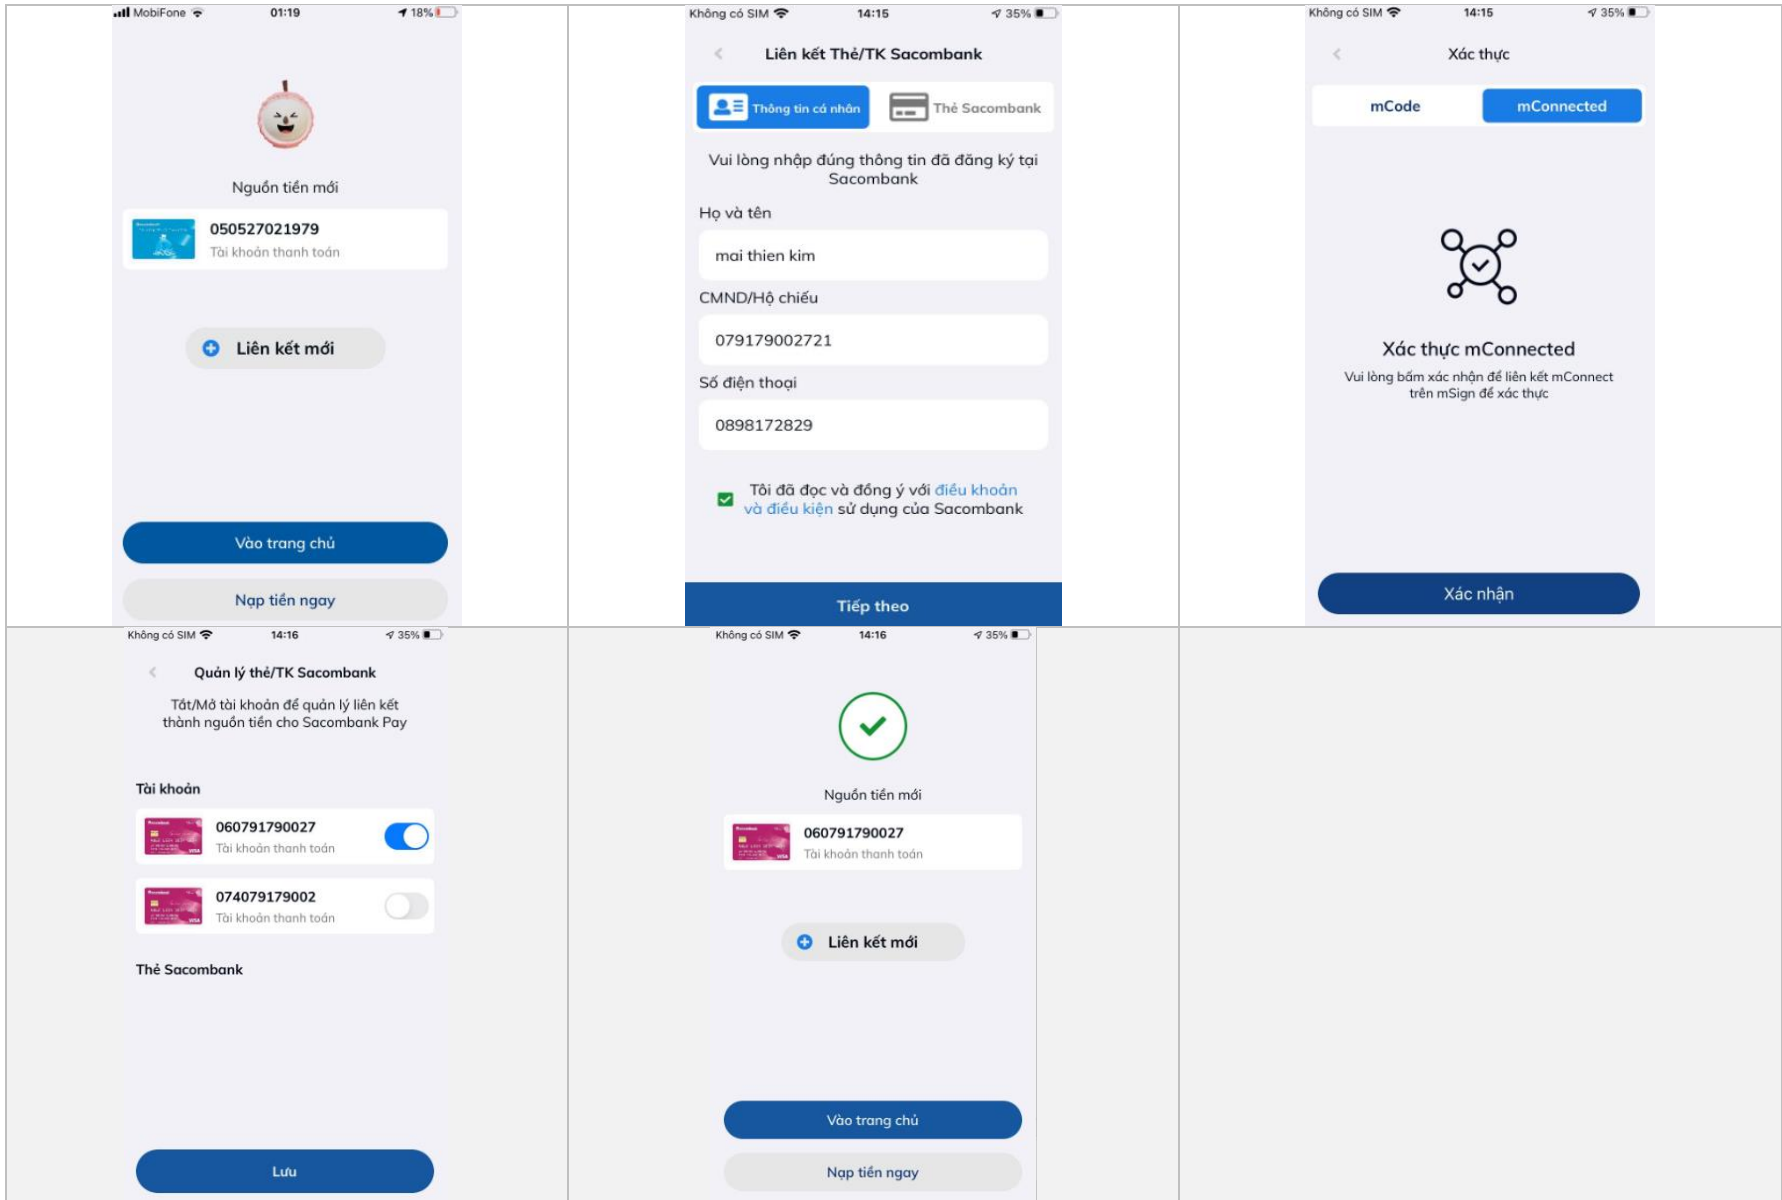 MobiFone 01:19 18%
Nguồn tiền mới
050527021979
Tài khoản thanh toán
Liên kết mới
Vào trang chủ
Nạp tiền ngay
Không có SIM 14:15 35%
Liên kết Thẻ/TK Sacombank
Thông tin cá nhân Thẻ Sacombank
Vui lòng nhập đúng thông tin đã đăng ký tại
Sacombank
Họ và tên
mai thien kim
CMND/Hộ chiếu
079179002721
Số điện thoại
0898172829
Tôi đã đọc và đồng ý với điều khoản
và điều kiện sử dụng của Sacombank
Tiếp theo
Không có SIM 14:15 35%
Xác thực
mCode mConnected
Xác thực mConnected
Vui lòng bấm xác nhận để liên kết mConnect
trên mSign để xác thực
Xác nhận
Không có SIM 14:16 35%
Quản lý thẻ/TK Sacombank
Tắt/Mở tài khoản để quản lý liên kết
thành nguồn tiền cho Sacombank Pay
Tài khoản
060791790027
Tài khoản thanh toán
074079179002
Tài khoản thanh toán
Thẻ Sacombank
Lưu
Không có SIM 14:16 35%
Nguồn tiền mới
060791790027
Tài khoản thanh toán
Liên kết mới
Vào trang chủ
Nạp tiền ngay